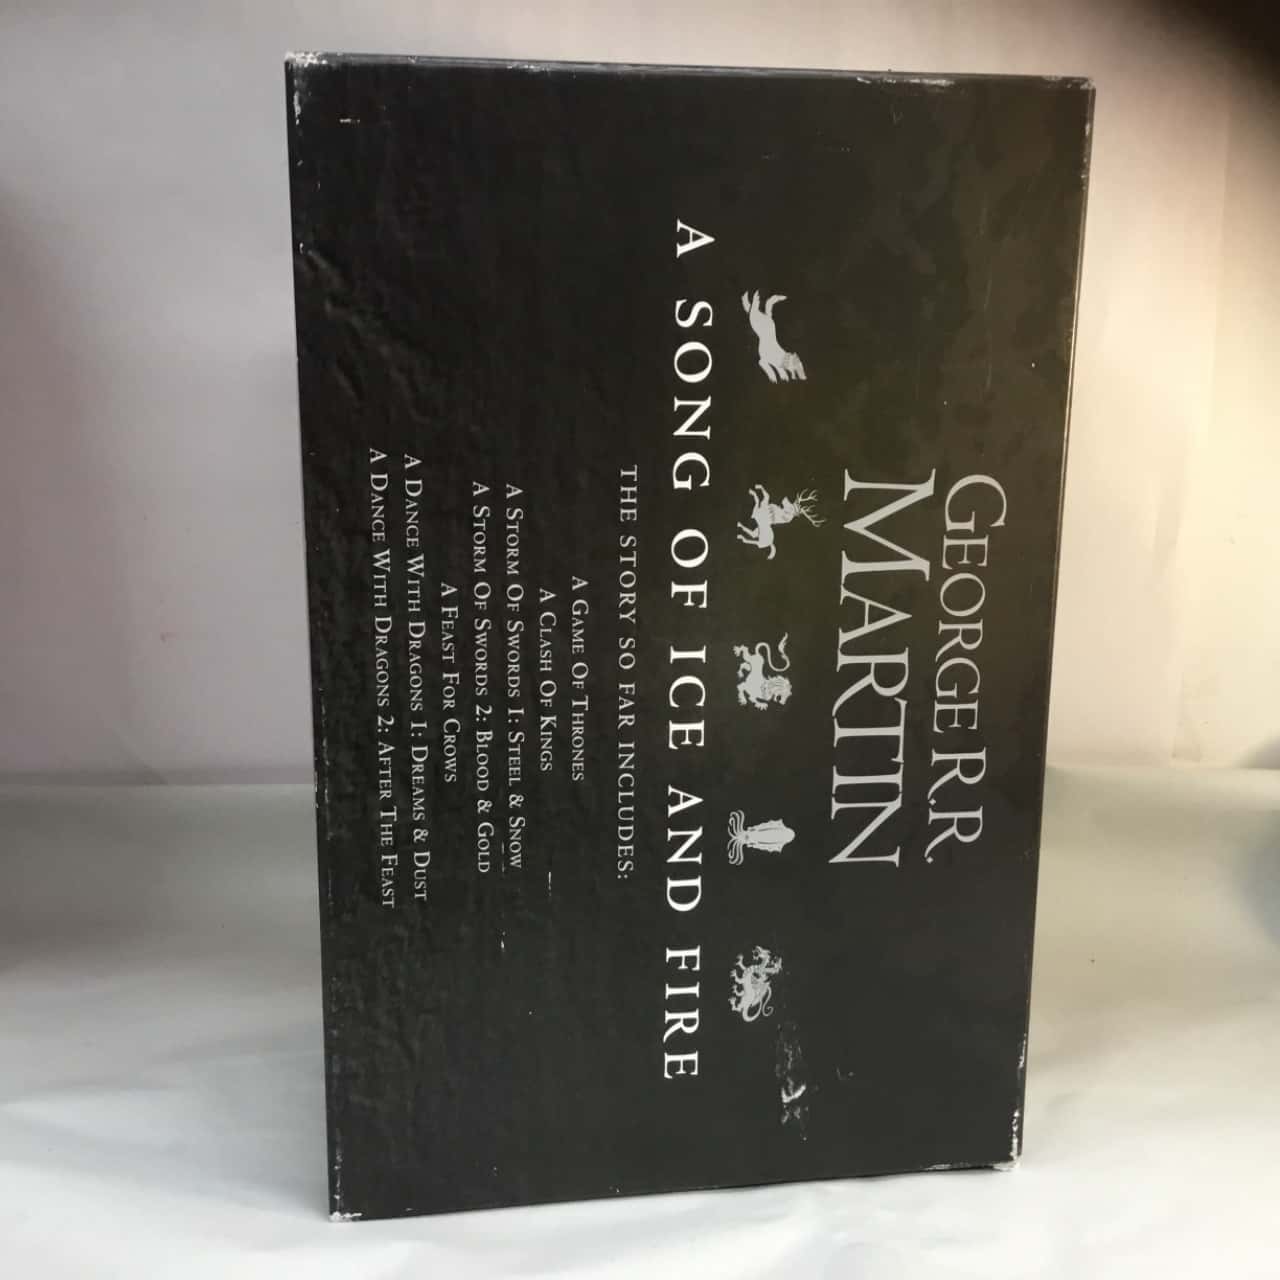 GEORGE R.R.
MARTIN
A SONG OF ICE AND FIRE
THE STORY SO FAR INCLUDES:
A GAME OF THRONES
A CLASH OF KINGS
A STORM OF SWORDS 1: STEEL & SNOW
A STORM OF SWORDS 2: BLOOD & GOLD
A FEAST FOR CROWS
A DANCE WITH DRAGONS 1: DREAMS & DUST
A DANCE WITH DRAGONS 2: AFTER THE FEAST